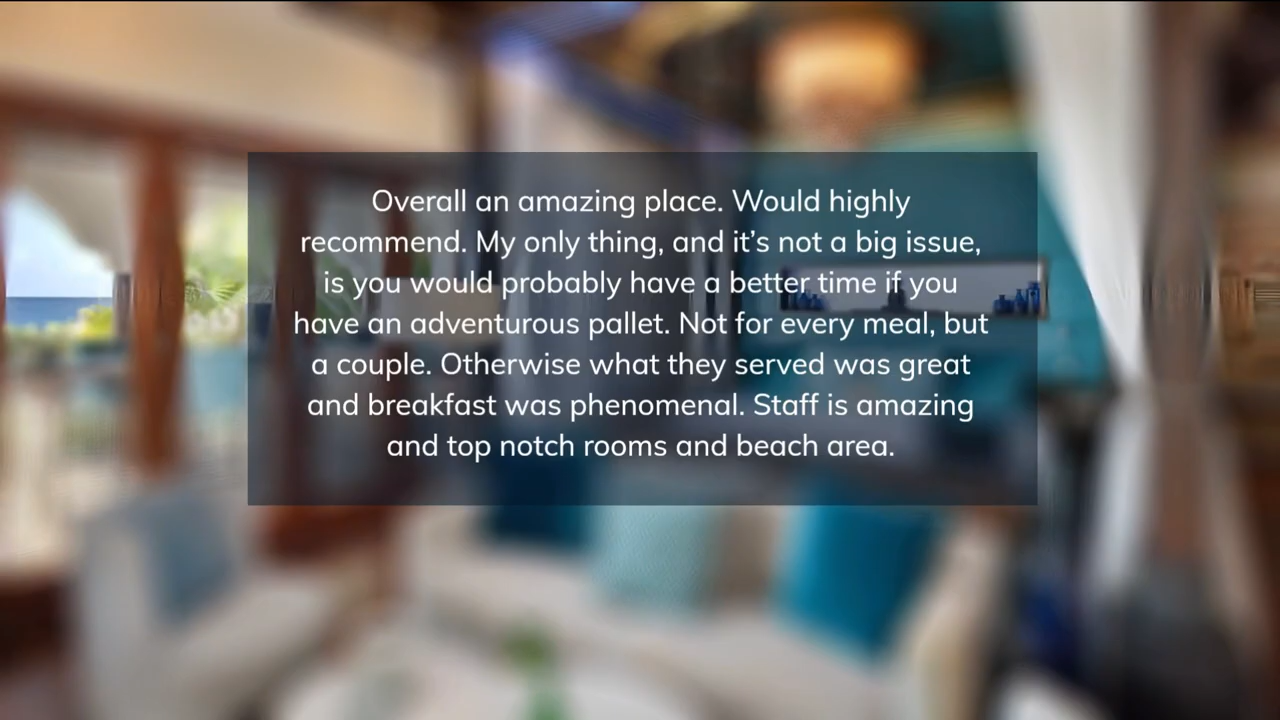 Overall an amazing place. Would highly
recommend. My only thing, and it’s not a big issue,
is you would probably have a better time if you
have an adventurous pallet. Not for every meal, but
a couple. Otherwise what they served was great
and breakfast was phenomenal. Staff is amazing
and top notch rooms and beach area.